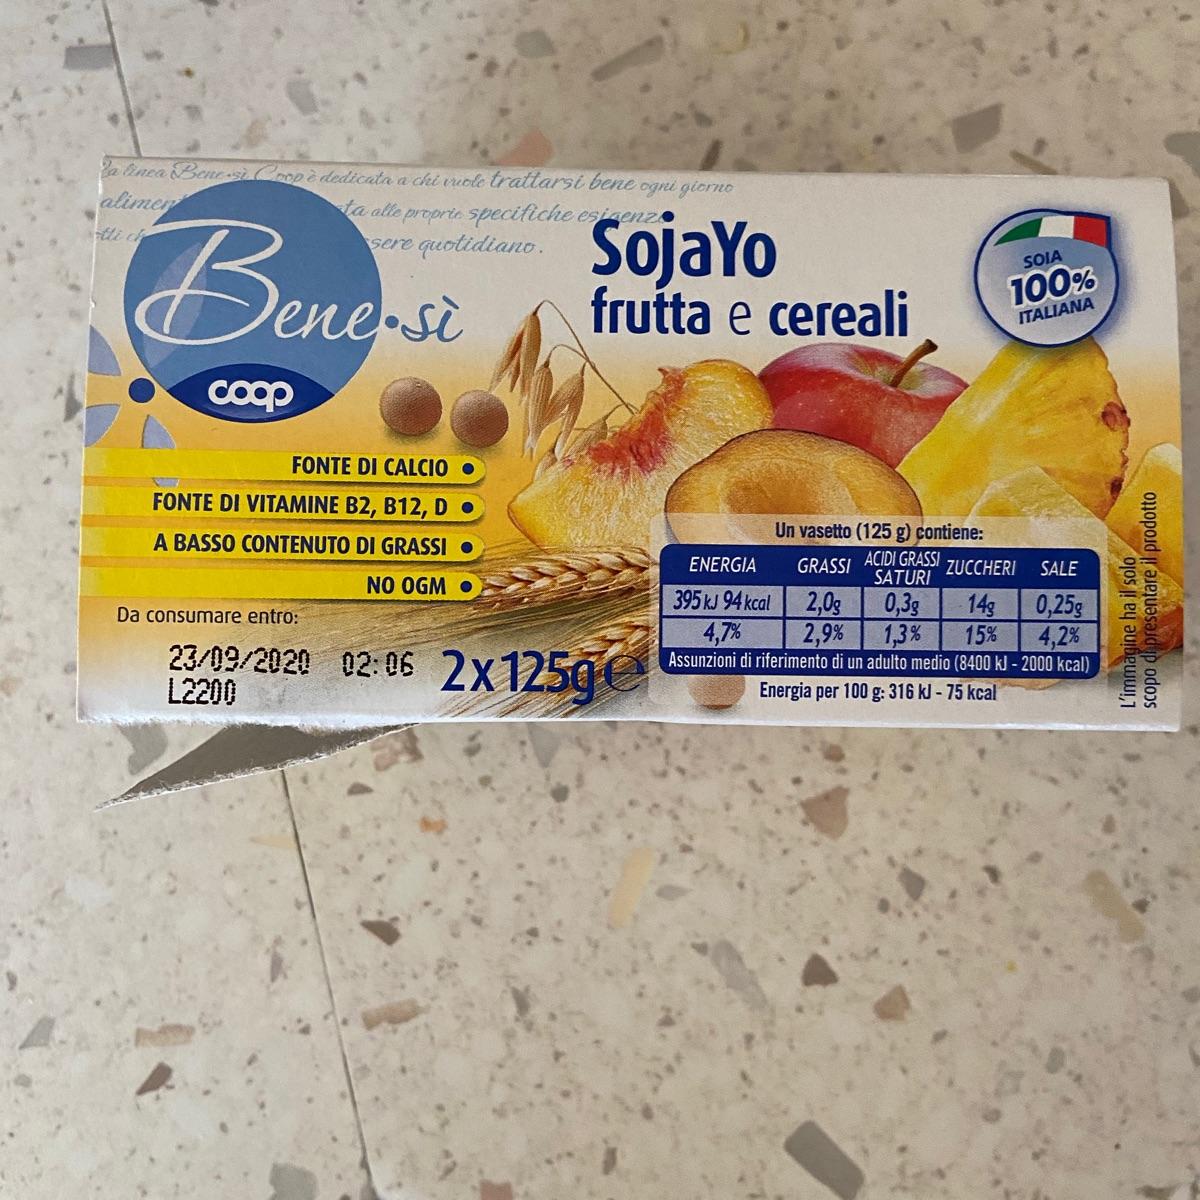 la linea Bene•sì Coop è dedicata a chi vuole trattarsi bene ogni giorno
alimen ta alle proprie specifiche esigenze
tti ch ssere quotidiano.
Bene•sì
coop
SojaYo
frutta e cereali
SOIA
100%
ITALIANA
FONTE DI CALCIO •
FONTE DI VITAMINE B2, B12, D •
A BASSO CONTENUTO DI GRASSI •
NO OGM •
Da consumare entro:
23/09/2020 02:06
L2200
2x125g e
Un vasetto (125 g) contiene:
ENERGIA GRASSI ACIDI GRASSI SATURI ZUCCHERI SALE
395 kJ 94 kcal 2,0g 0,3g 14g 0,25g
4,7% 2,9% 1,3% 15% 4,2%
Assunzioni di riferimento di un adulto medio (8400 kJ - 2000 kcal)
Energia per 100 g: 316 kJ - 75 kcal
L'immagine ha il solo
scopo di presentare il prodotto